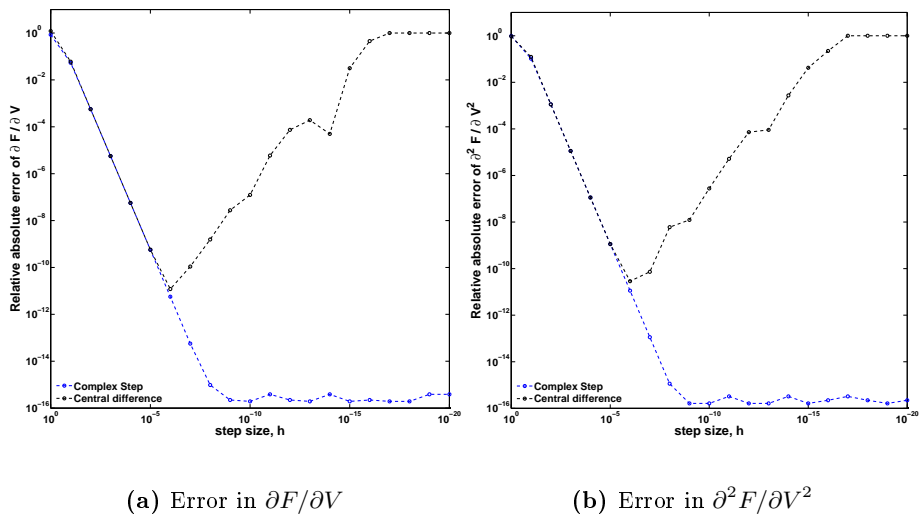 Relative absolute error of ∂ F / ∂ V
10^0
10^−2
10^−4
10^−6
10^−8
10^−10
10^−12
10^−14
10^−16
Complex Step
Central difference
10^0
10^−5
10^−10
10^−15
10^−20
step size, h
Relative absolute error of ∂^2 F / ∂ V^2
10^0
10^−2
10^−4
10^−6
10^−8
10^−10
10^−12
10^−14
10^−16
Complex Step
Central difference
10^0
10^−5
10^−10
10^−15
10^−20
step size, h
(a) Error in ∂F/∂V
(b) Error in ∂^2F/∂V^2